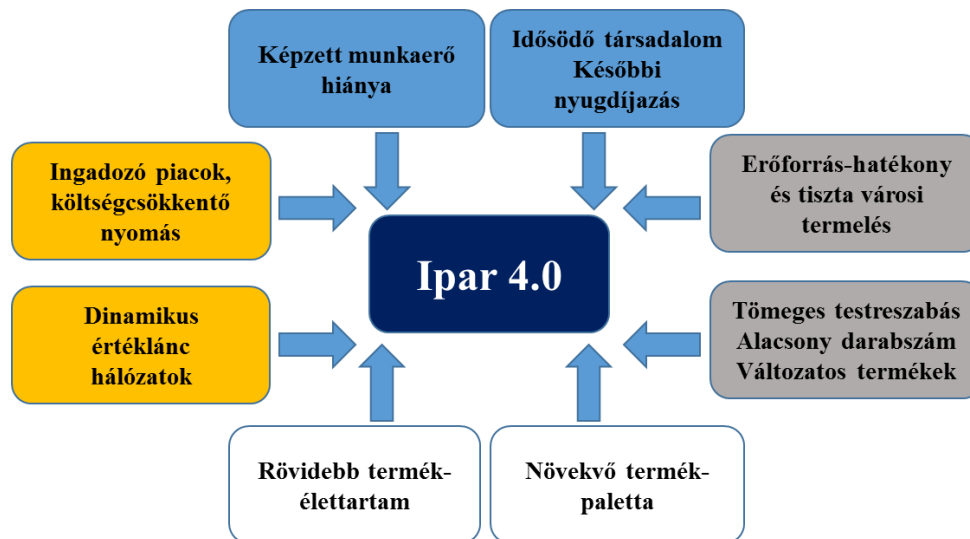 Képzett munkaerő
hiánya
Idősödő társadalom
Későbbi
nyugdíjazás
Ingadozó piacok,
költségcsökkentő
nyomás
Erőforrás-hatékony
és tiszta városi
termelés
Ipar 4.0
Dinamikus
értéklánc
hálózatok
Tömeges testreszabás
Alacsony darabszám
Változatos termékek
Rövidebb termék-
élettartam
Növekvő termék-
paletta